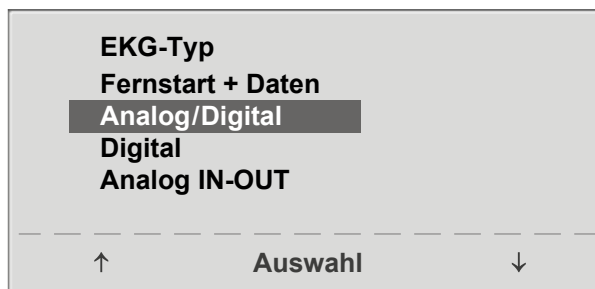 EKG-Typ
Fernstart + Daten
Analog/Digital
Digital
Analog IN-OUT
↑ Auswahl ↓